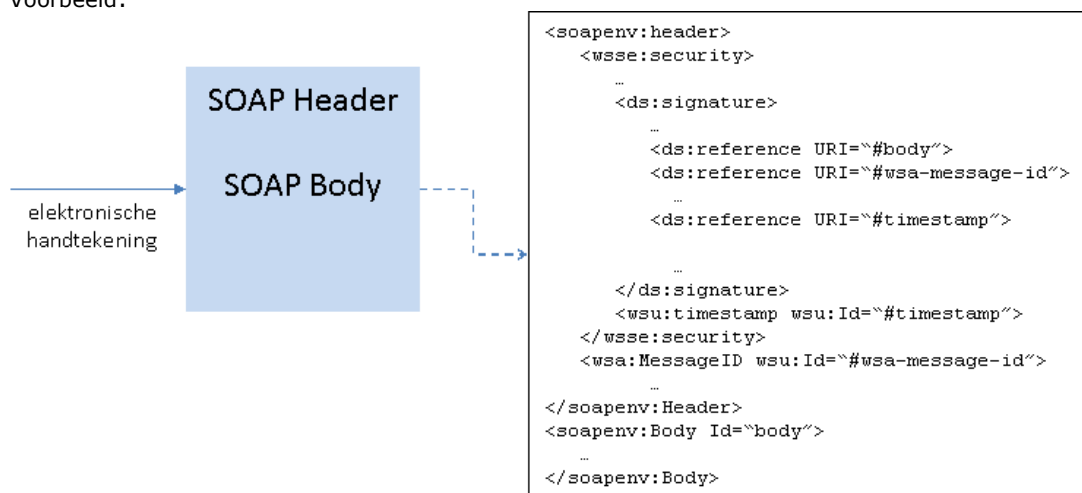 voorbeeld:
SOAP Header
SOAP Body
elektronische
handtekening
<soapenv:header>
<wsse:security>
…
<ds:signature>
…
<ds:reference URI="#body">
<ds:reference URI="#wsa-message-id">
…
<ds:reference URI="#timestamp">
…
</ds:signature>
<wsu:timestamp wsu:Id="#timestamp">
</wsse:security>
<wsa:MessageID wsu:Id="#wsa-message-id">
…
</soapenv:Header>
<soapenv:Body Id="body">
…
</soapenv:Body>